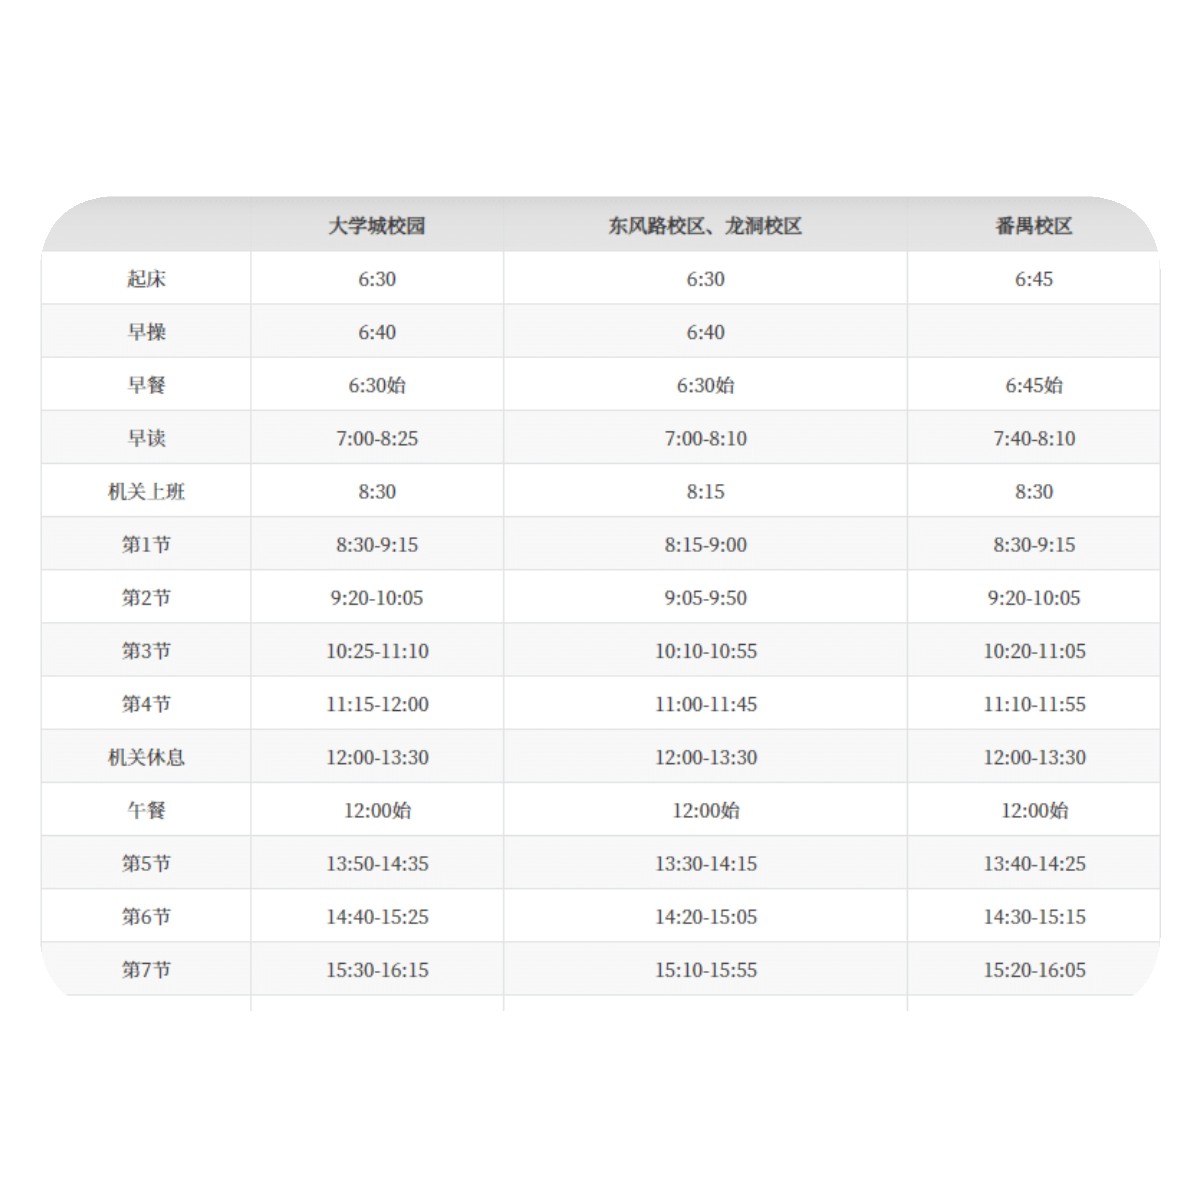 大学城校园 东风路校区、龙洞校区 番禺校区
起床 6:30 6:30 6:45
早操 6:40 6:40
早餐 6:30始 6:30始 6:45始
早读 7:00-8:25 7:00-8:10 7:40-8:10
机关上班 8:30 8:15 8:30
第1节 8:30-9:15 8:15-9:00 8:30-9:15
第2节 9:20-10:05 9:05-9:50 9:20-10:05
第3节 10:25-11:10 10:10-10:55 10:20-11:05
第4节 11:15-12:00 11:00-11:45 11:10-11:55
机关休息 12:00-13:30 12:00-13:30 12:00-13:30
午餐 12:00始 12:00始 12:00始
第5节 13:50-14:35 13:30-14:15 13:40-14:25
第6节 14:40-15:25 14:20-15:05 14:30-15:15
第7节 15:30-16:15 15:10-15:55 15:20-16:05